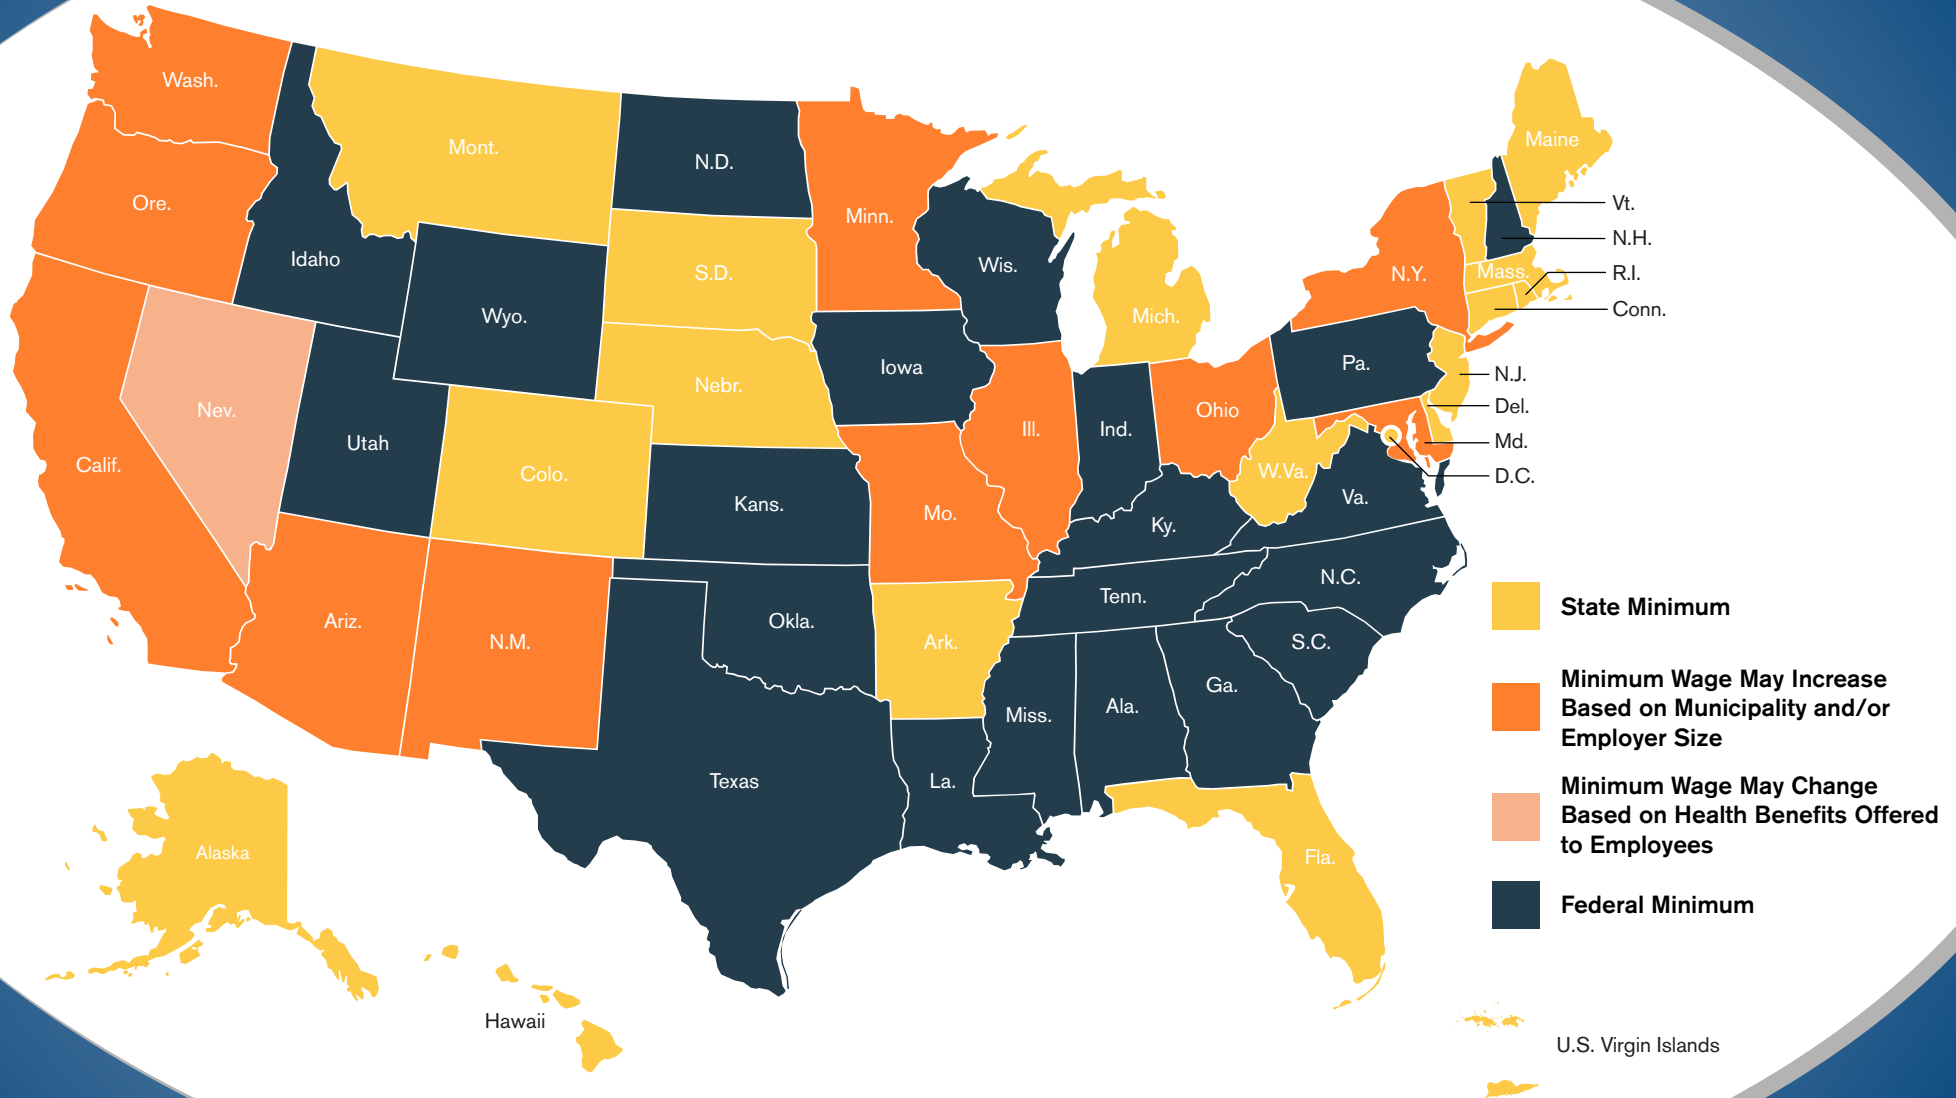 Wash.
Mont.
N.D.
Minn.
Maine
Ore.
Idaho
Wyo.
S.D.
Wis.
Mich.
N.Y.
Vt.
N.H.
Mass.
R.I.
Conn.
Nev.
Utah
Nebr.
Iowa
Pa.
N.J.
Del.
Md.
D.C.
Calif.
Colo.
Kans.
Mo.
Ill.
Ind.
Ohio
W.Va.
Va.
Ky.
Ariz.
N.M.
Okla.
Ark.
Tenn.
N.C.
S.C.
Texas
La.
Miss.
Ala.
Ga.
Fla.
Alaska
Hawaii
State Minimum
Minimum Wage May Increase
Based on Municipality and/or
Employer Size
Minimum Wage May Change
Based on Health Benefits Offered
to Employees
Federal Minimum
U.S. Virgin Islands